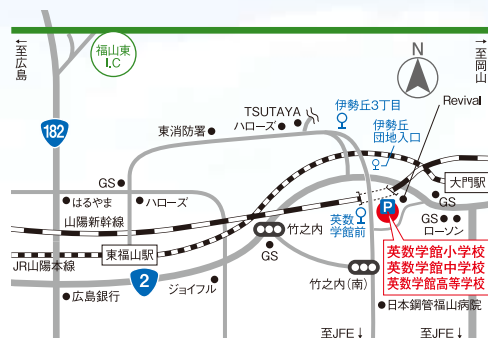 ↑至広島
福山東
I.C
↑至岡山
N
Revival
182
TSUTAYA
ハローズ
伊勢丘3丁目
東消防署
伊勢丘
団地入口
大門駅
GS
はるやま
ハローズ
P
GS
山陽新幹線
英数
学館前
GS
ローソン
竹之内
GS
東福山駅
JR山陽本線
2
英数学館小学校
英数学館中学校
英数学館高等学校
広島銀行
ジョイフル
竹之内(南)
日本鋼管福山病院
至JFE↓
至JFE↓